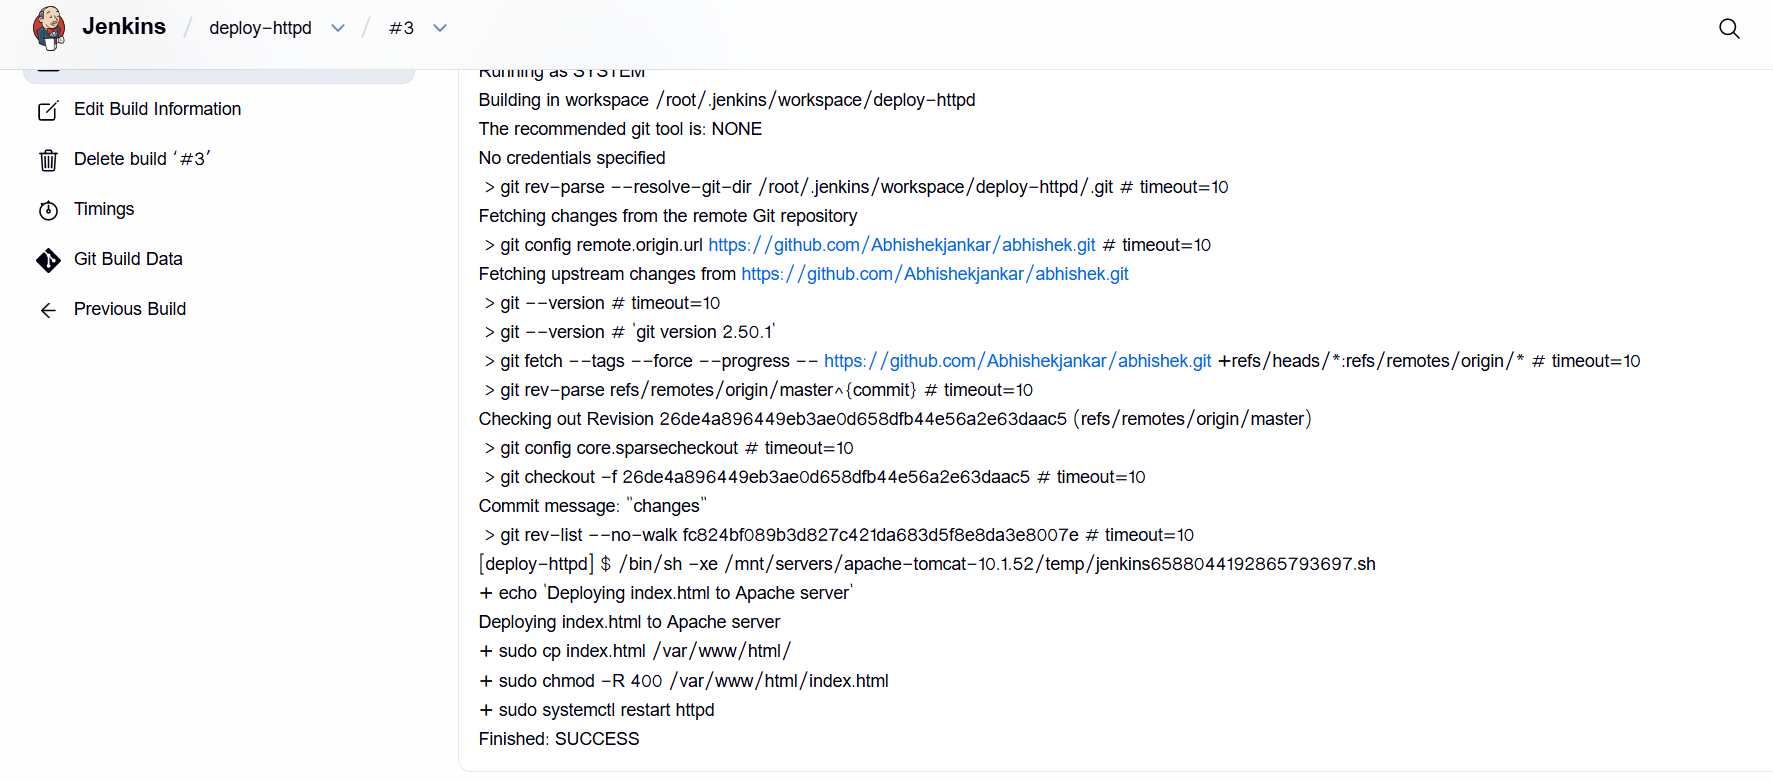 Jenkins / deploy-httpd / #3
Edit Build Information
Delete build ‘#3’
Timings
Git Build Data
Previous Build
Running as SYSTEM
Building in workspace /root/.jenkins/workspace/deploy-httpd
The recommended git tool is: NONE
No credentials specified
> git rev-parse --resolve-git-dir /root/.jenkins/workspace/deploy-httpd/.git # timeout=10
Fetching changes from the remote Git repository
> git config remote.origin.url https://github.com/Abhishekjankar/abhishek.git # timeout=10
Fetching upstream changes from https://github.com/Abhishekjankar/abhishek.git
> git --version # timeout=10
> git --version # 'git version 2.50.1'
> git fetch --tags --force --progress -- https://github.com/Abhishekjankar/abhishek.git +refs/heads/*:refs/remotes/origin/* # timeout=10
> git rev-parse refs/remotes/origin/master^{commit} # timeout=10
Checking out Revision 26de4a896449eb3ae0d658dfb44e56a2e63daac5 (refs/remotes/origin/master)
> git config core.sparsecheckout # timeout=10
> git checkout -f 26de4a896449eb3ae0d658dfb44e56a2e63daac5 # timeout=10
Commit message: "changes"
> git rev-list --no-walk fc824bf089b3d827c421da683d5f8e8da3e8007e # timeout=10
[deploy-httpd] $ /bin/sh -xe /mnt/servers/apache-tomcat-10.1.52/temp/jenkins6588044192865793697.sh
+ echo 'Deploying index.html to Apache server'
Deploying index.html to Apache server
+ sudo cp index.html /var/www/html/
+ sudo chmod -R 400 /var/www/html/index.html
+ sudo systemctl restart httpd
Finished: SUCCESS